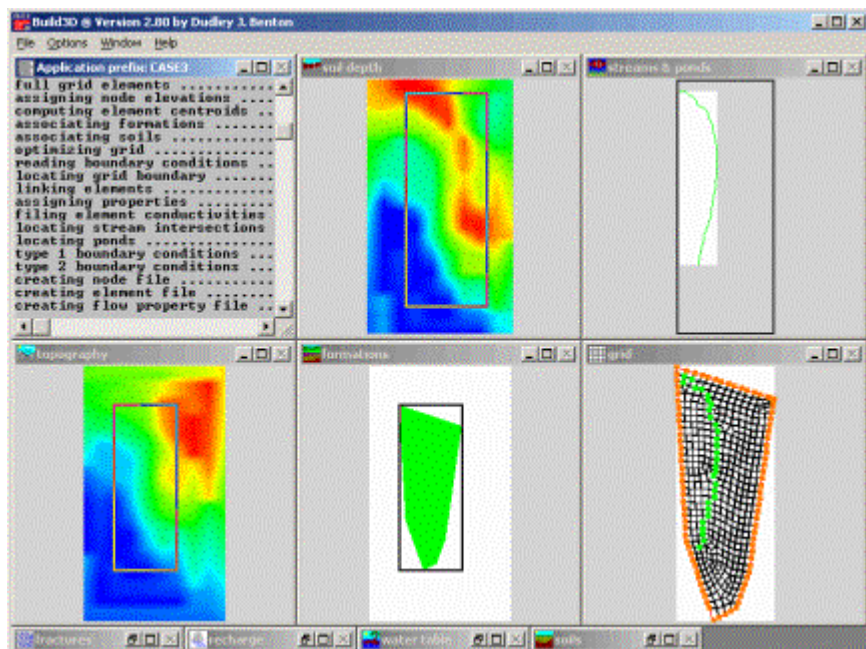 Build3D @ Version 2.80 by Dudley J. Benton
File Options Window Help
Application prefix: CASE3
soil depth
streams & ponds
full grid elements ...........
assigning node elevations ....
computing element centroids ..
associating formations .......
associating soils ............
optimizing grid ..............
reading boundary conditions ..
locating grid boundary .......
linking elements .............
assigning properties .........
filing element conductivities
locating stream intersections
locating ponds ...............
type 1 boundary conditions ...
type 2 boundary conditions ...
creating node file ...........
creating element file ........
creating flow property file ..
topography
formations
grid
fractures
recharge
water table
soils